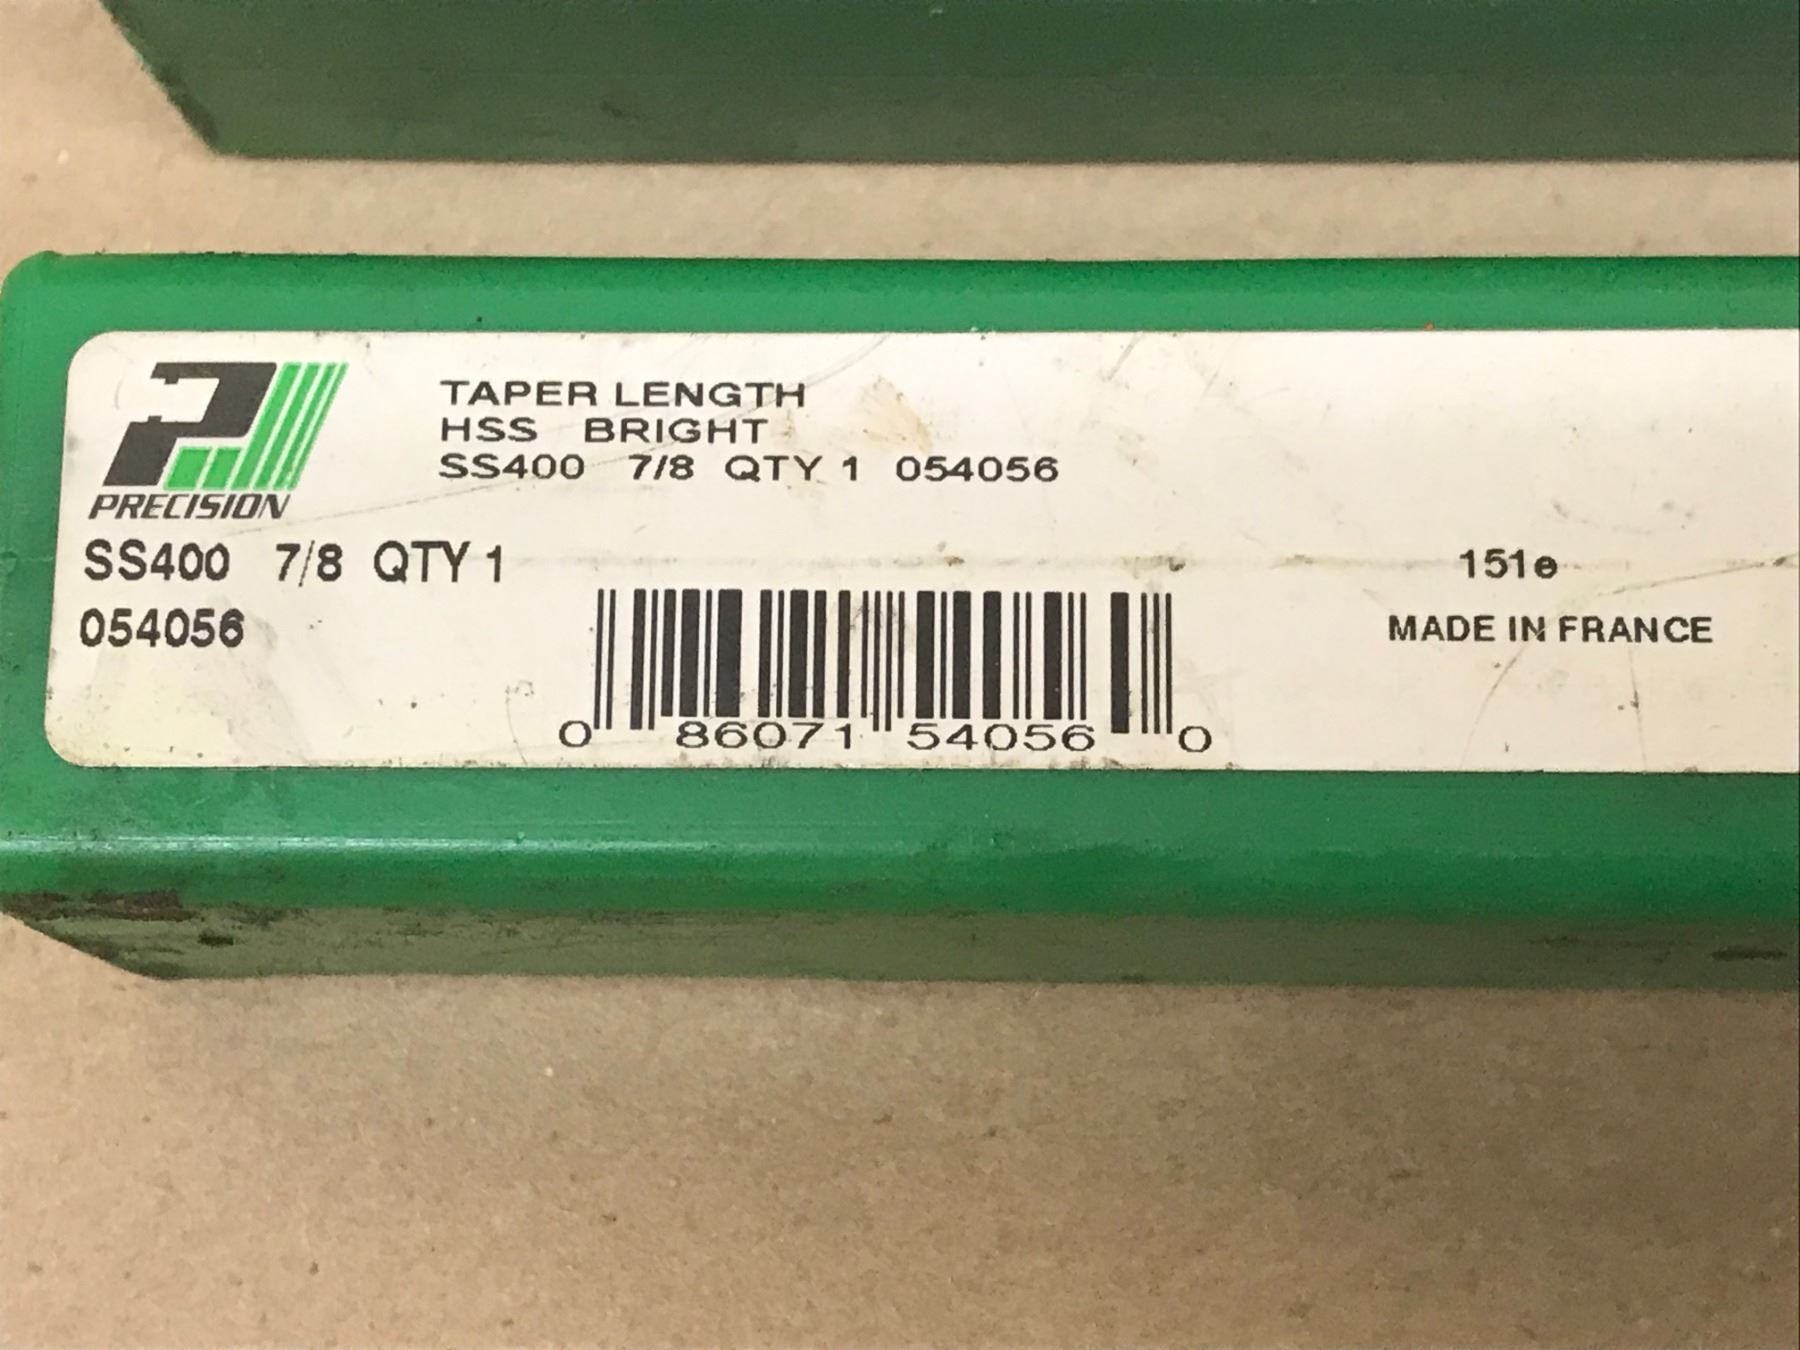 TAPER LENGTH
HSS BRIGHT
SS400 7/8 QTY 1 054056
PRECISION
SS400 7/8 QTY 1
054056
151e
MADE IN FRANCE
0 86071 54056 0